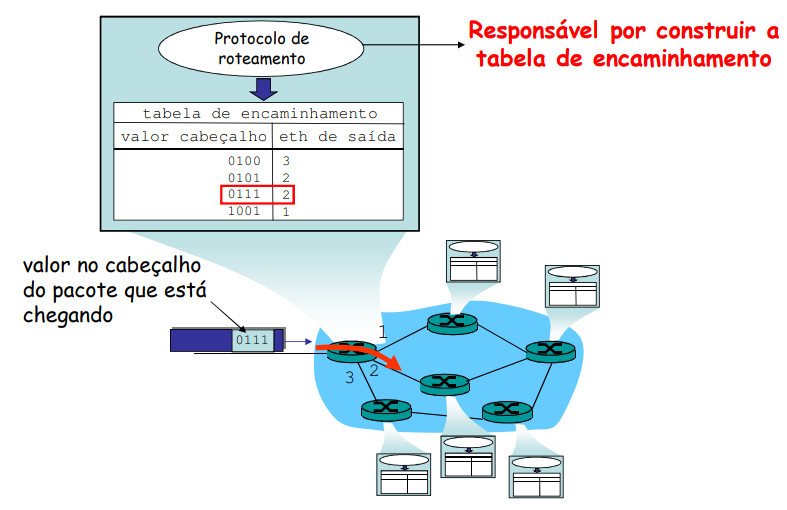 Protocolo de
roteamento
Responsável por construir a
tabela de encaminhamento
tabela de encaminhamento
valor cabeçalho eth de saída
0100 3
0101 2
0111 2
1001 1
valor no cabeçalho
do pacote que está
chegando
0111
1
2
3